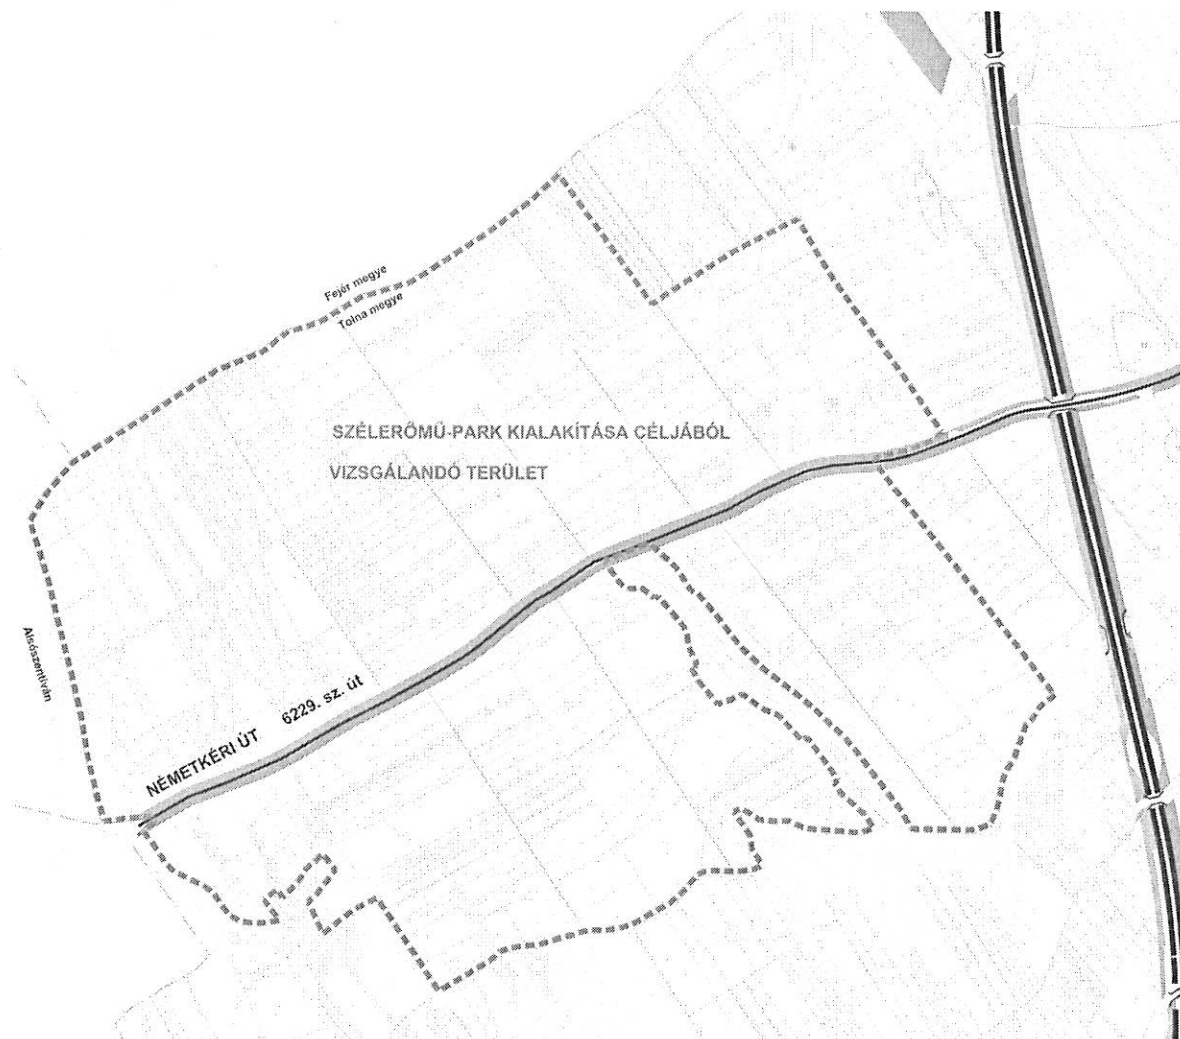 Fejér megye
Tolna megye
SZÉLERŐMŰ-PARK KIALAKÍTÁSA CÉLJÁBÓL
VIZSGÁLANDÓ TERÜLET
Alsószentiván
NÉMETKÉRI ÚT 6229. sz. út